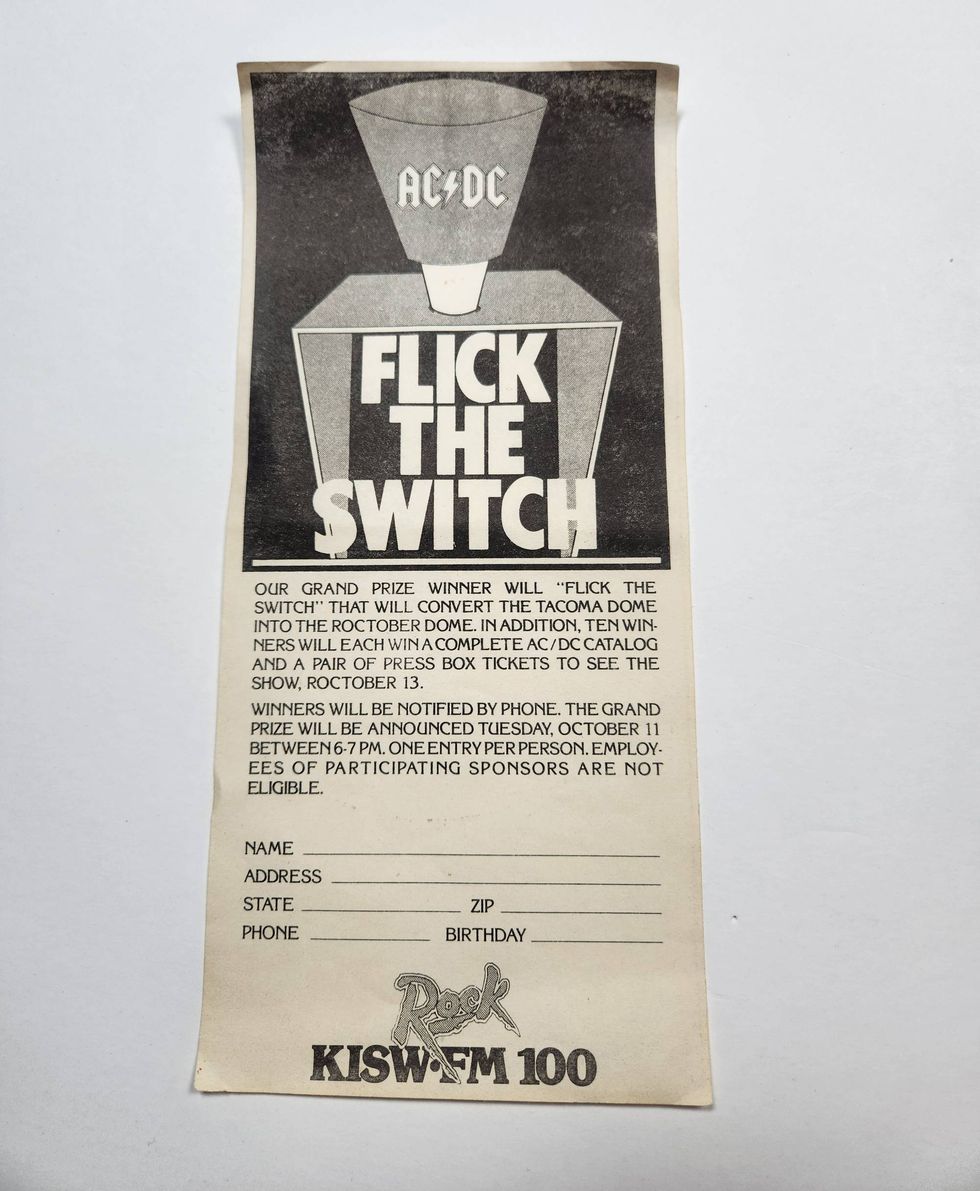 AC⚡DC
FLICK
THE
SWITCH
OUR GRAND PRIZE WINNER WILL "FLICK THE
SWITCH" THAT WILL CONVERT THE TACOMA DOME
INTO THE ROCTOBER DOME. IN ADDITION, TEN WIN-
NERS WILL EACH WIN A COMPLETE AC/DC CATALOG
AND A PAIR OF PRESS BOX TICKETS TO SEE THE
SHOW, ROCTOBER 13.
WINNERS WILL BE NOTIFIED BY PHONE. THE GRAND
PRIZE WILL BE ANNOUNCED TUESDAY, OCTOBER 11
BETWEEN 6-7 PM. ONE ENTRY PER PERSON. EMPLOY-
EES OF PARTICIPATING SPONSORS ARE NOT
ELIGIBLE.
NAME
ADDRESS
STATE ZIP
PHONE BIRTHDAY
Rock
KISW•FM 100